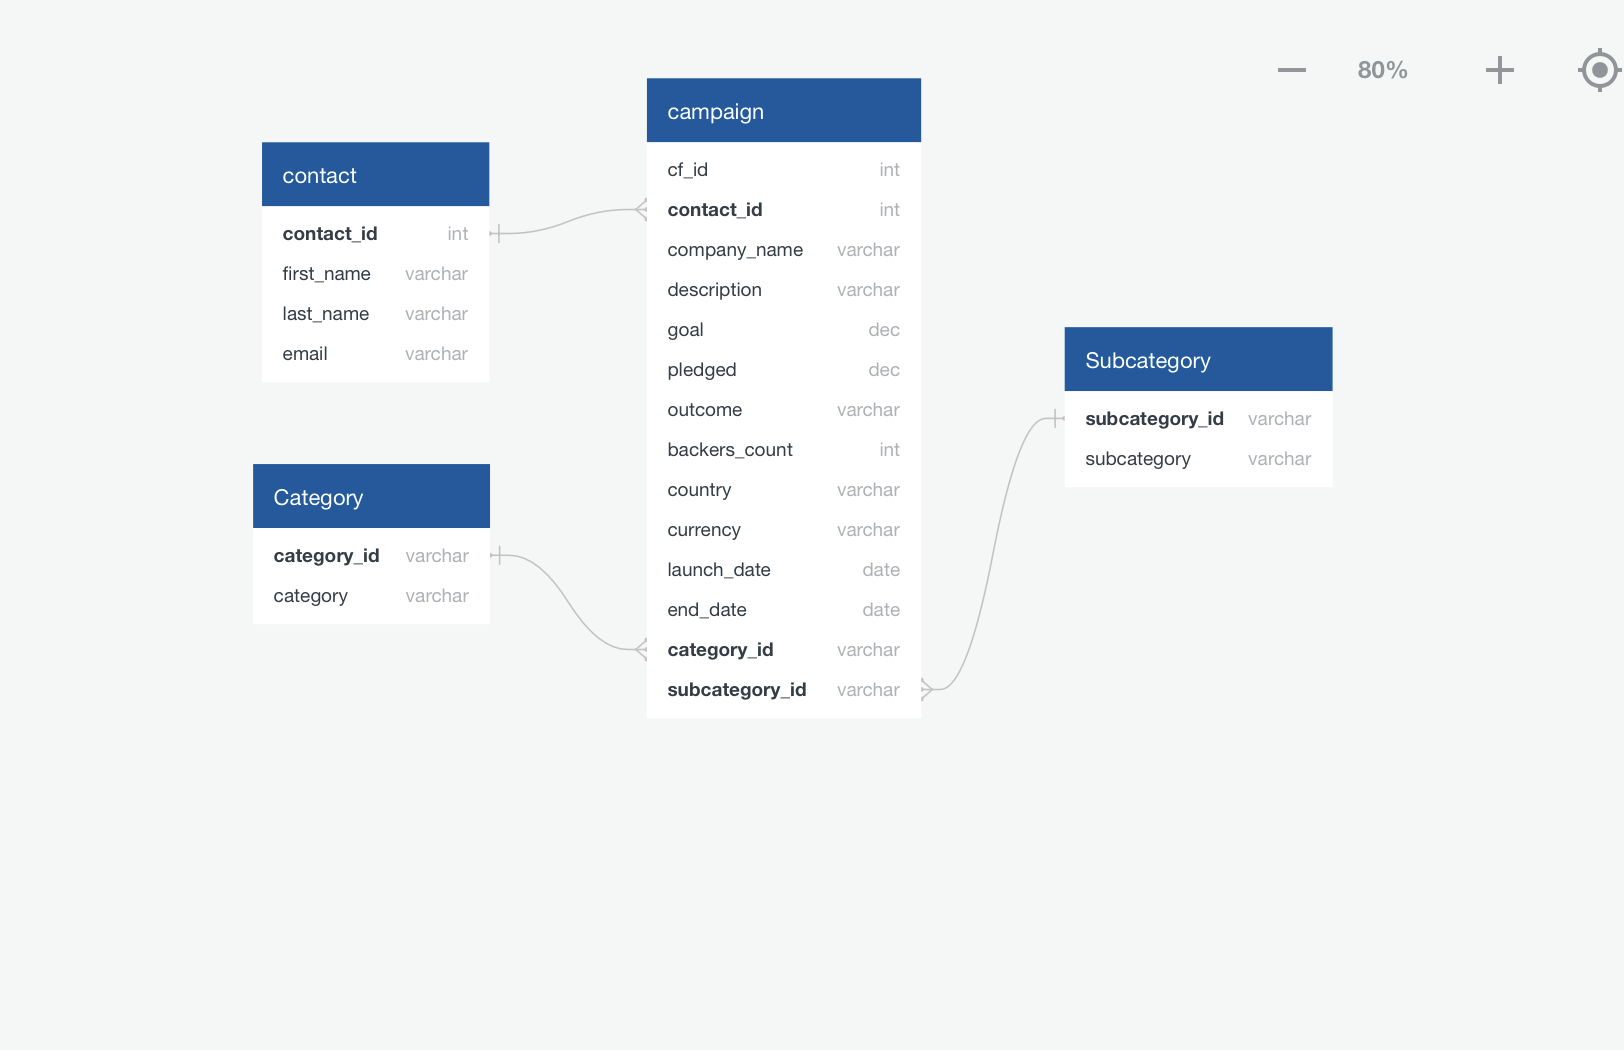 80%
campaign
cf_id int
contact_id int
company_name varchar
description varchar
goal dec
pledged dec
outcome varchar
backers_count int
country varchar
currency varchar
launch_date date
end_date date
category_id varchar
subcategory_id varchar
contact
contact_id int
first_name varchar
last_name varchar
email varchar
Category
category_id varchar
category varchar
Subcategory
subcategory_id varchar
subcategory varchar